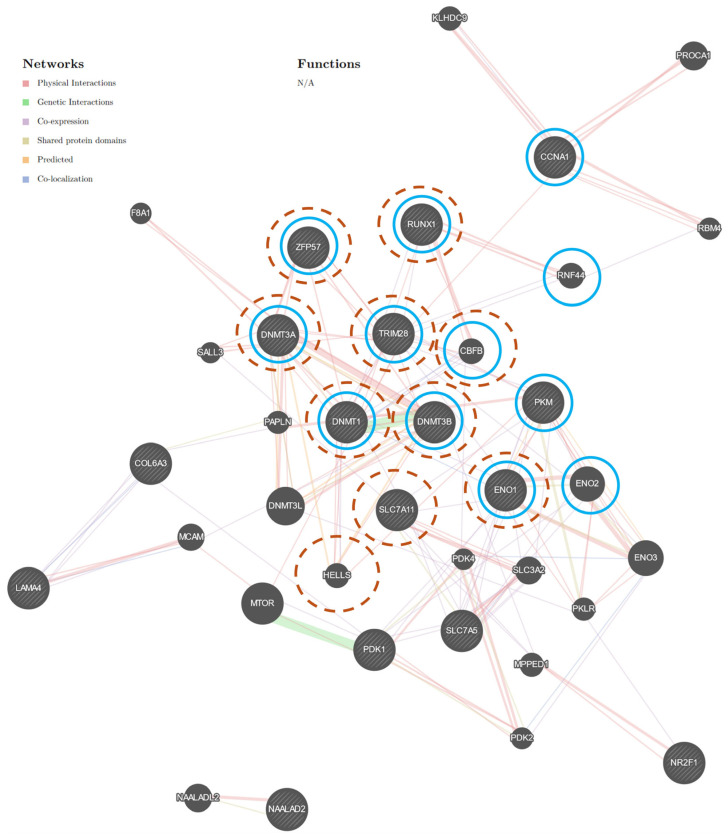 KLHDC9
PROCA1
Networks
Functions
Physical Interactions
N/A
Genetic Interactions
Co-expression
Shared protein domains
Predicted
Co-localization
CCNA1
F8A1
RUNX1
RBM4
ZFP57
RNF44
DNMT3A
TRIM28
SALL3
CBFB
PKM
PAPLN
DNMT1
DNMT3B
COL6A3
ENO1
ENO2
DNMT3L
SLC7A11
MCAM
PDK4
ENO3
SLC3A2
HELLS
LAMA4
MTOR
PKLR
SLC7A5
PDK1
MPPED1
PDK2
NR2F1
NAALADL2
NAALAD2